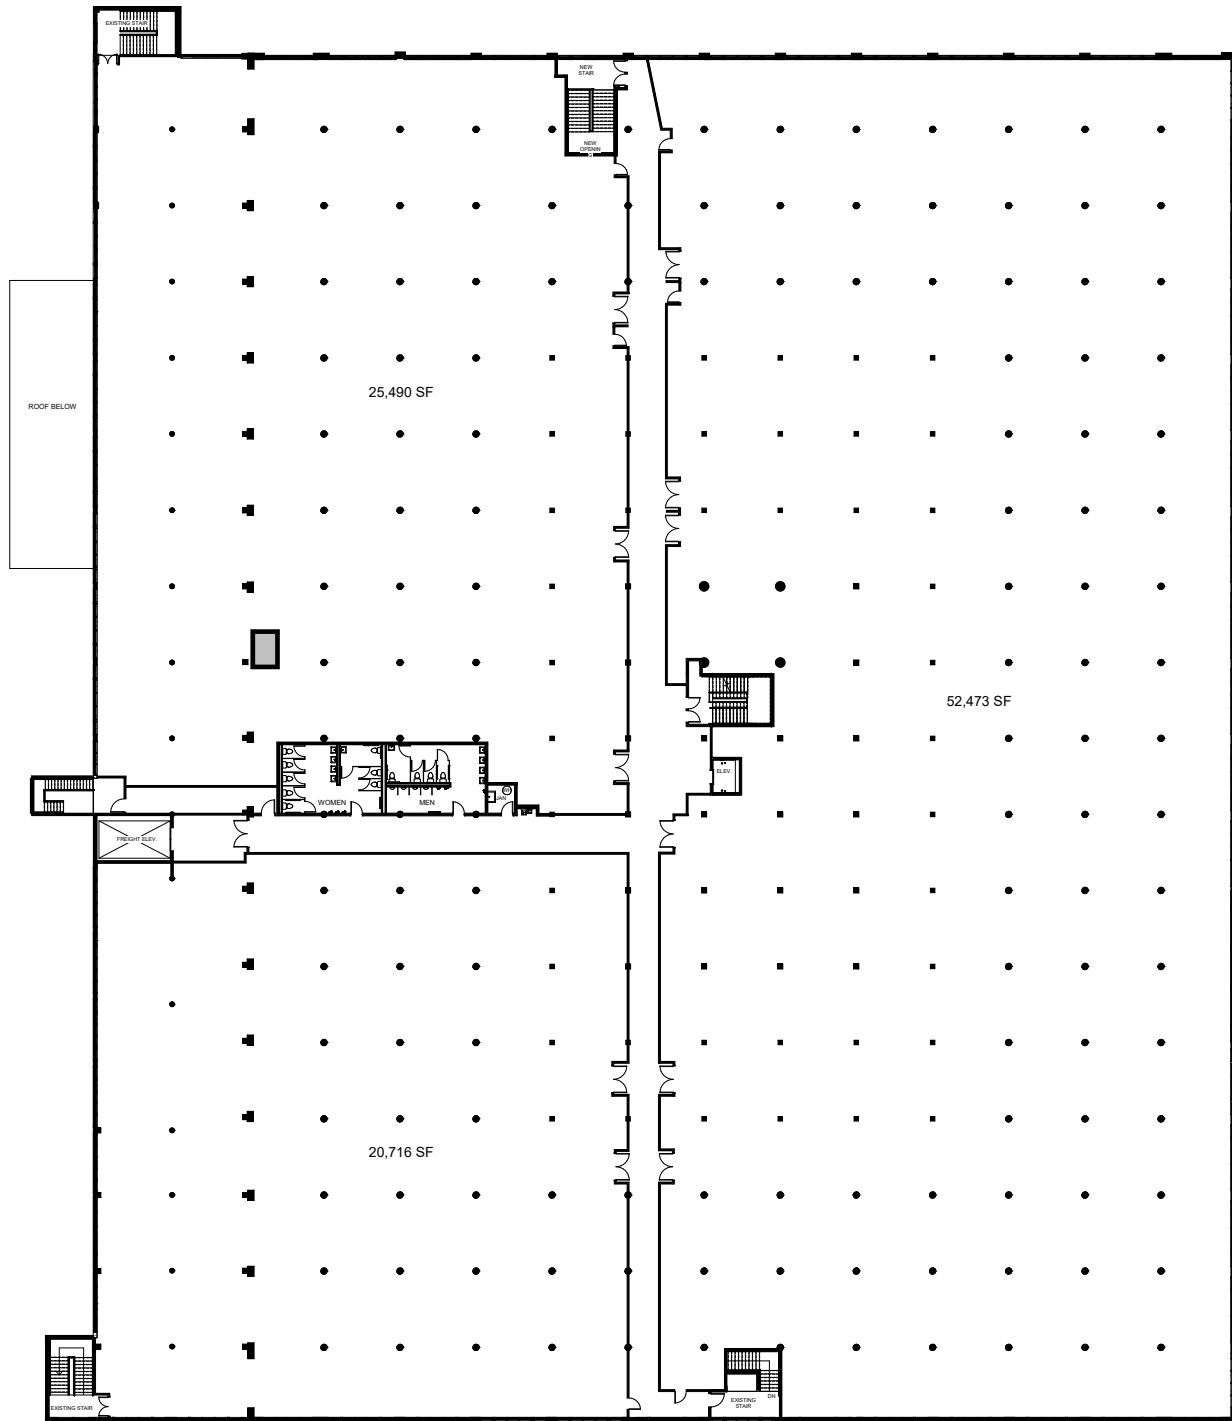 EXISTING STAIR
NEW
STAIR
NEW
OPENIN
G
25,490 SF
ROOF BELOW
52,473 SF
ELEV.
WOMEN
MEN
WH
JAN
FREIGHT ELEV.
20,716 SF
EXISTING STAIR
DN
EXISTING
STAIR